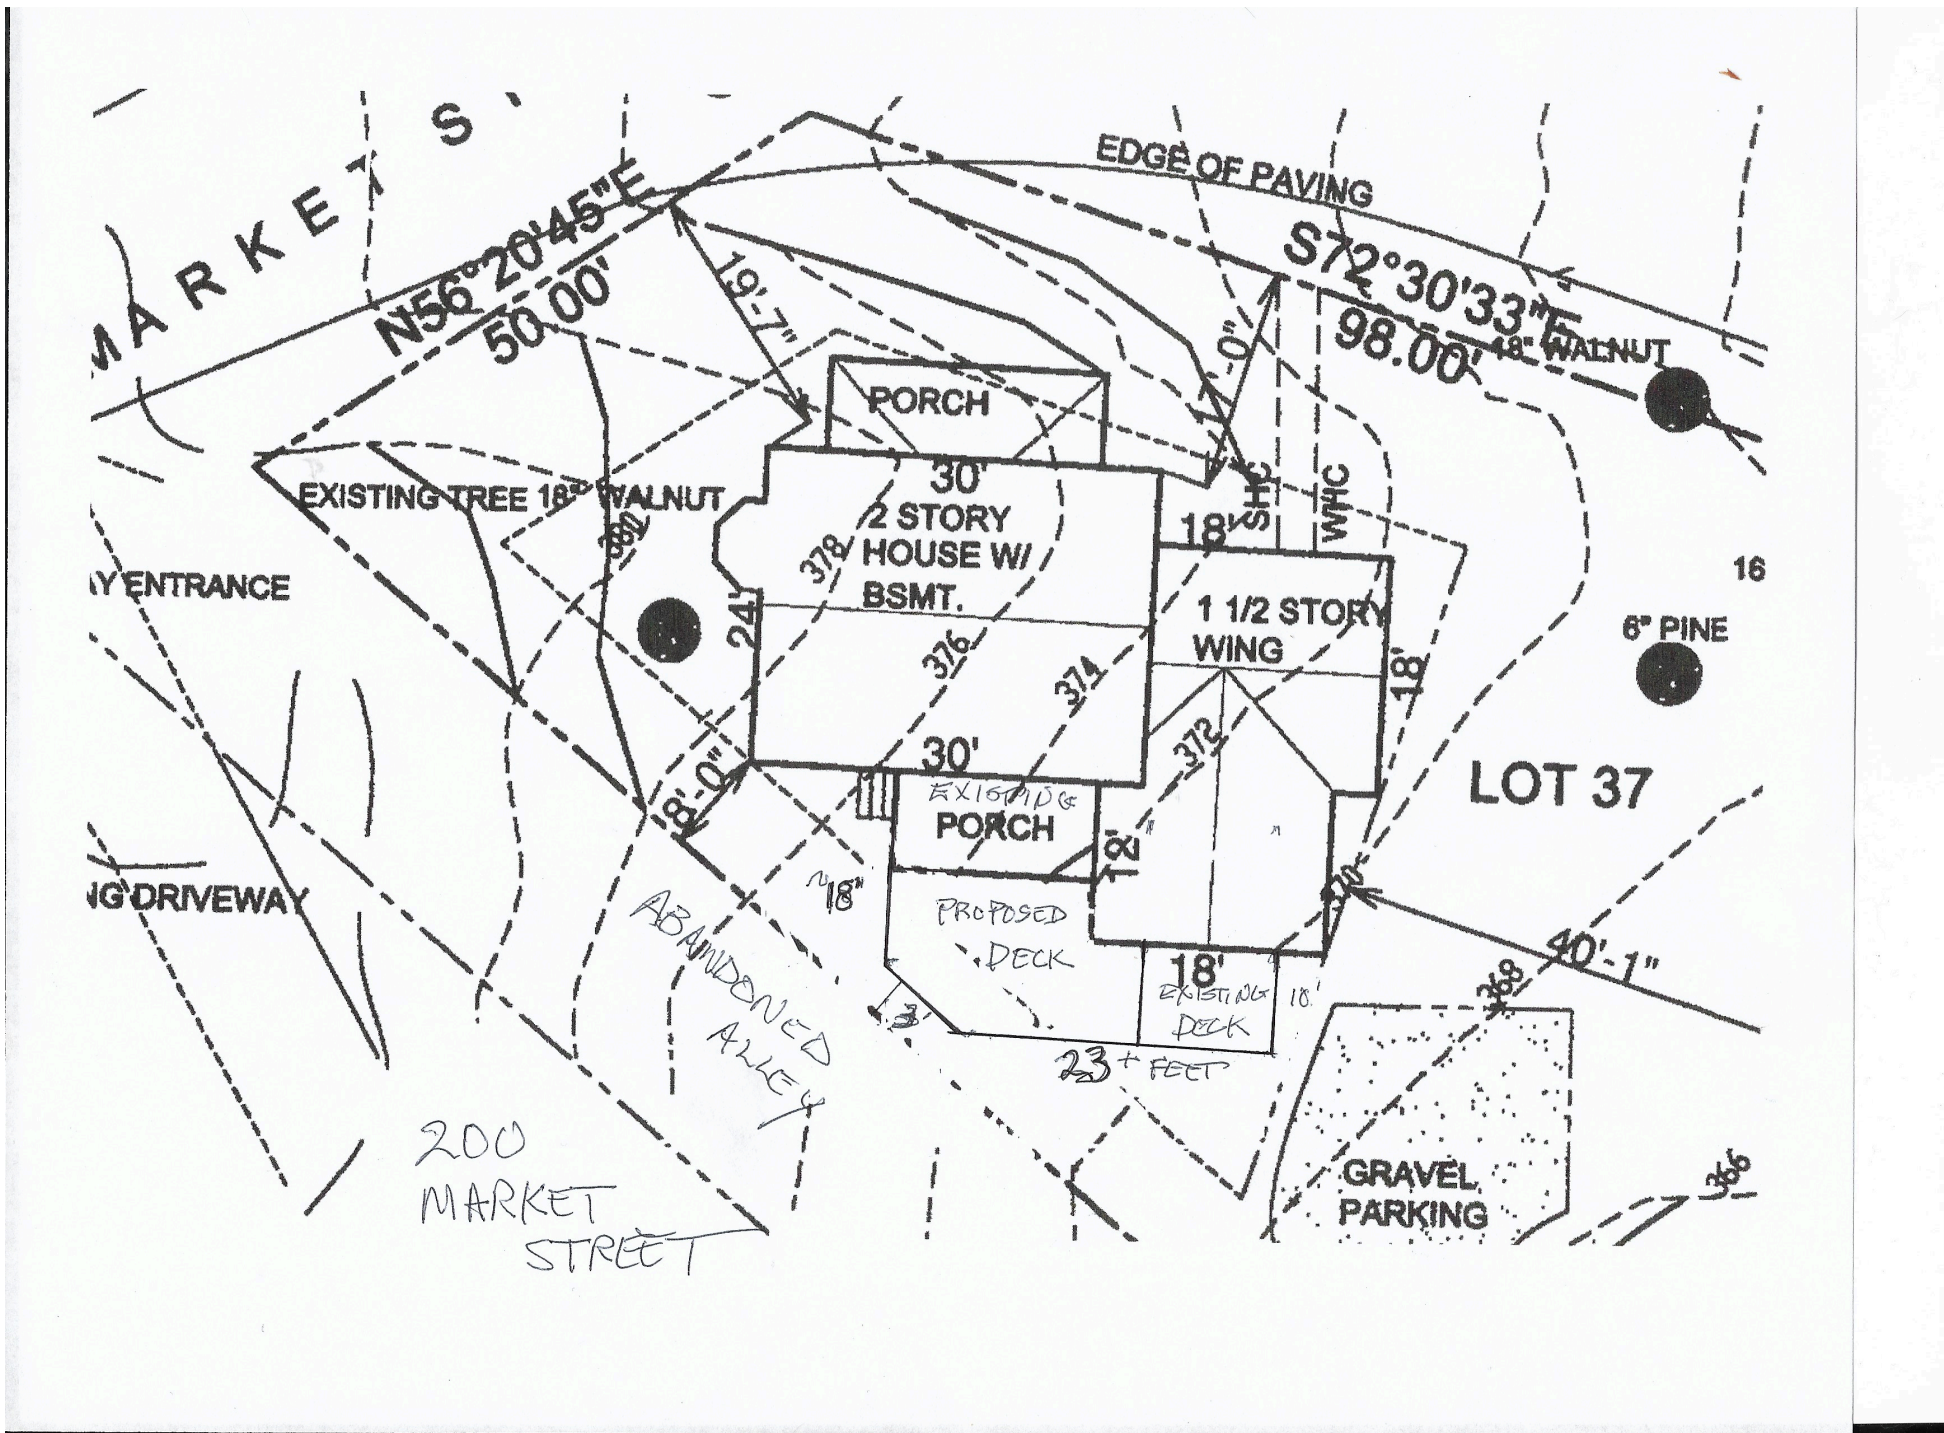 MARKET S
N56°20'45"E
50.00'
EDGE OF PAVING
S72°30'33"E
98.00'
48" WALNUT
19'-7"
PORCH
30'
EXISTING TREE 18" WALNUT
2 STORY
HOUSE W/
BSMT.
378
18'
SHC
WHC
16
ENTRANCE
24'
1 1/2 STORY
WING
6" PINE
376
374
18'
372
30'
LOT 37
8'-0"
EXISTING
PORCH
18'
DRIVEWAY
~18"
370
ABANDONED
ALLEY
PROPOSED
DECK
40'-1"
18'
368
EXISTING
DECK
10'
3'
23+ FEET
200
MARKET
STREET
GRAVEL
PARKING
366